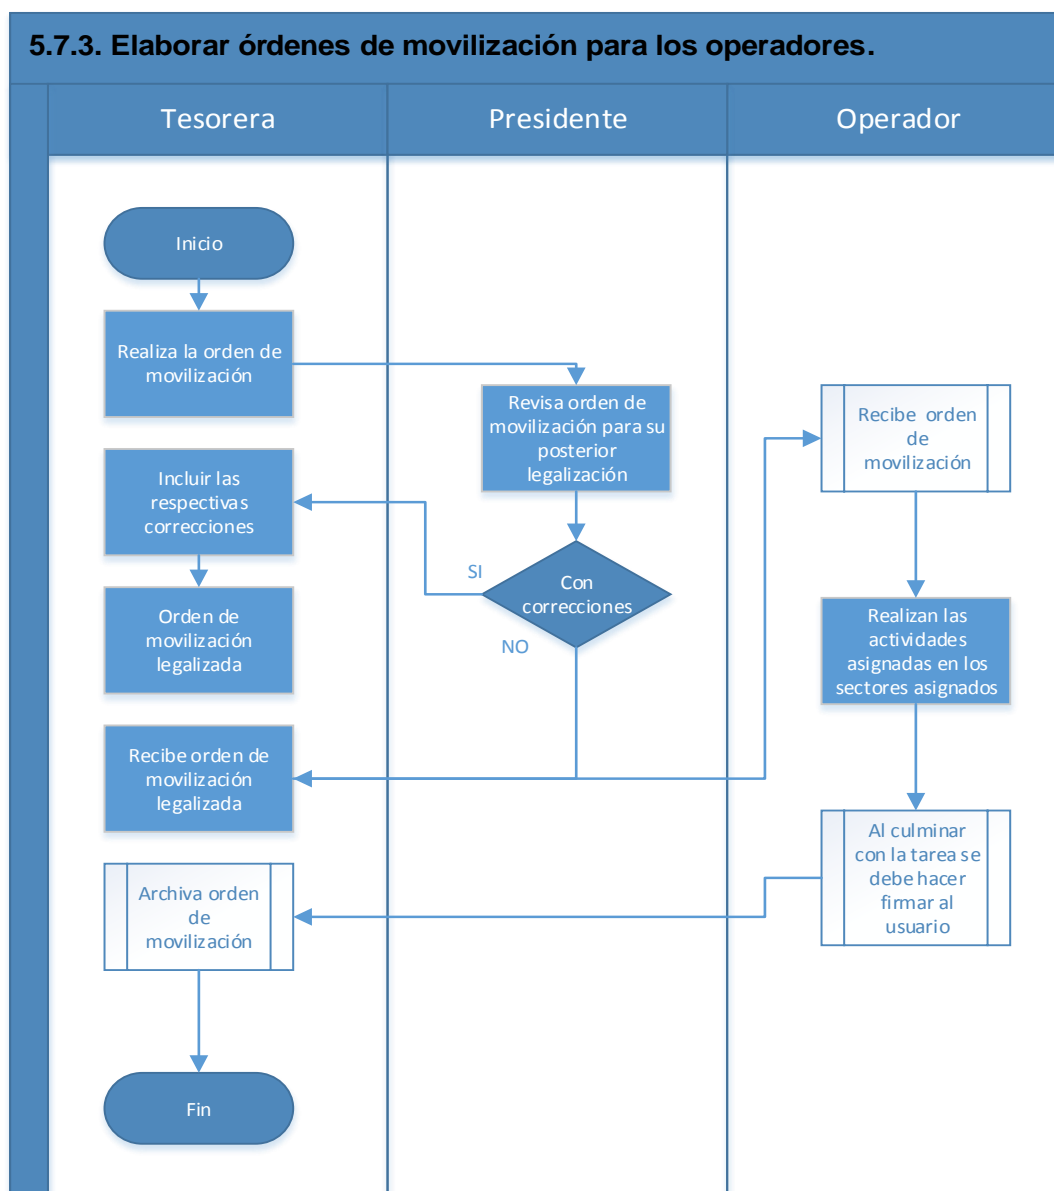 5.7.3. Elaborar órdenes de movilización para los operadores.
Tesorera
Presidente
Operador
Inicio
Realiza la orden de
movilización
Revisa orden de
movilización para su
posterior
legalización
Recibe orden
de
movilización
Incluir las
respectivas
correcciones
SI
Con
correcciones
NO
Orden de
movilización
legalizada
Realizan las
actividades
asignadas en los
sectores asignados
Recibe orden de
movilización
legalizada
Al culminar
con la tarea se
debe hacer
firmar al
usuario
Archiva orden
de
movilización
Fin